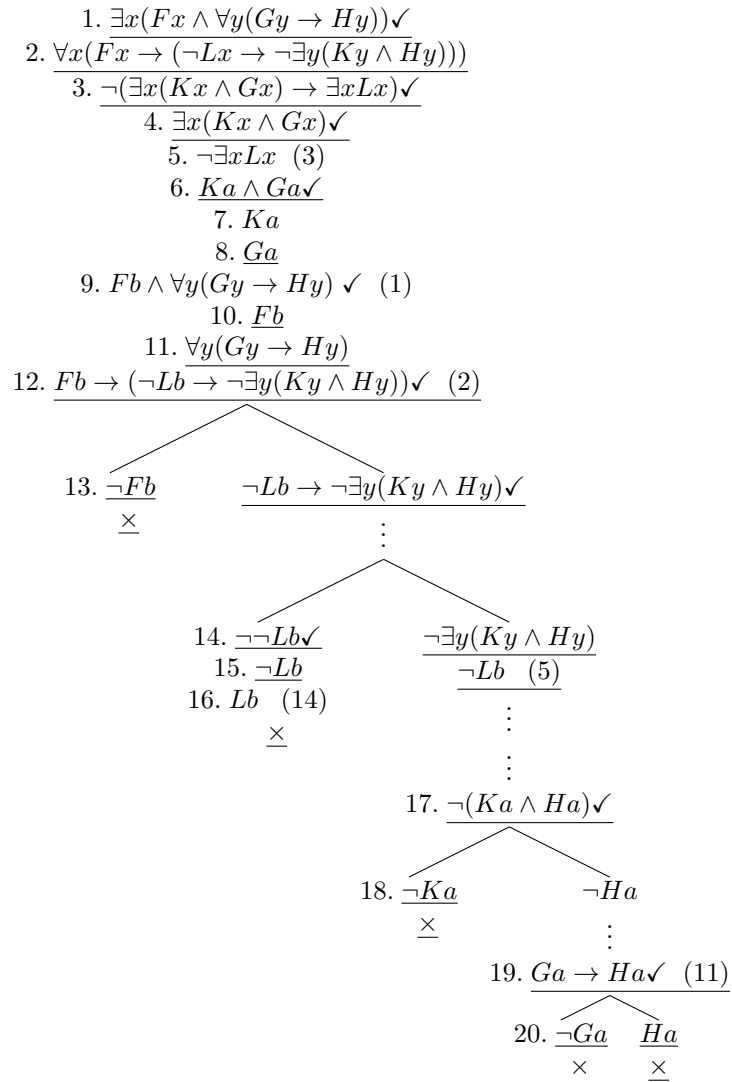 1. ∃x(Fx ∧ ∀y(Gy → Hy))✓
2. ∀x(Fx → (¬Lx → ¬∃y(Ky ∧ Hy)))
3. ¬(∃x(Kx ∧ Gx) → ∃xLx)✓
4. ∃x(Kx ∧ Gx)✓
5. ¬∃xLx (3)
6. Ka ∧ Ga✓
7. Ka
8. Ga
9. Fb ∧ ∀y(Gy → Hy) ✓ (1)
10. Fb
11. ∀y(Gy → Hy)
12. Fb → (¬Lb → ¬∃y(Ky ∧ Hy))✓ (2)
13. ¬Fb ¬Lb → ¬∃y(Ky ∧ Hy)✓
×
⋮
14. ¬¬Lb✓ ¬∃y(Ky ∧ Hy)
15. ¬Lb ¬Lb (5)
16. Lb (14) ⋮
×
⋮
17. ¬(Ka ∧ Ha)✓
18. ¬Ka ¬Ha
×
⋮
19. Ga → Ha✓ (11)
20. ¬Ga Ha
× ×